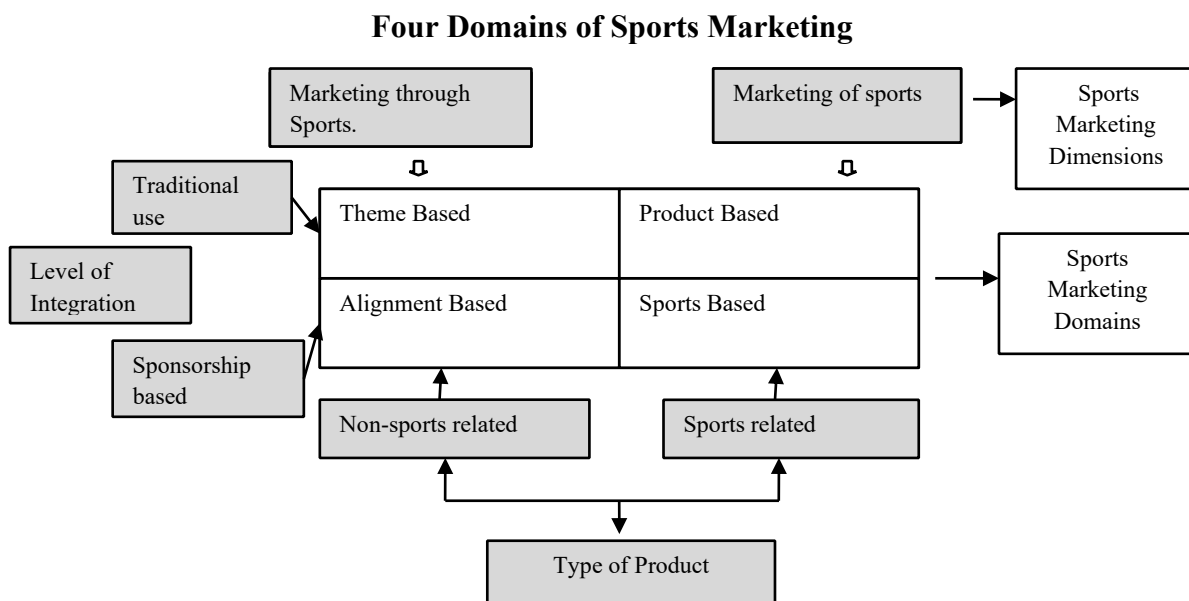 Four Domains of Sports Marketing
Marketing through
Sports.
Marketing of sports
Sports
Marketing
Dimensions
Traditional
use
Theme Based
Product Based
Level of
Integration
Sports
Marketing
Domains
Alignment Based
Sports Based
Sponsorship
based
Non-sports related
Sports related
Type of Product